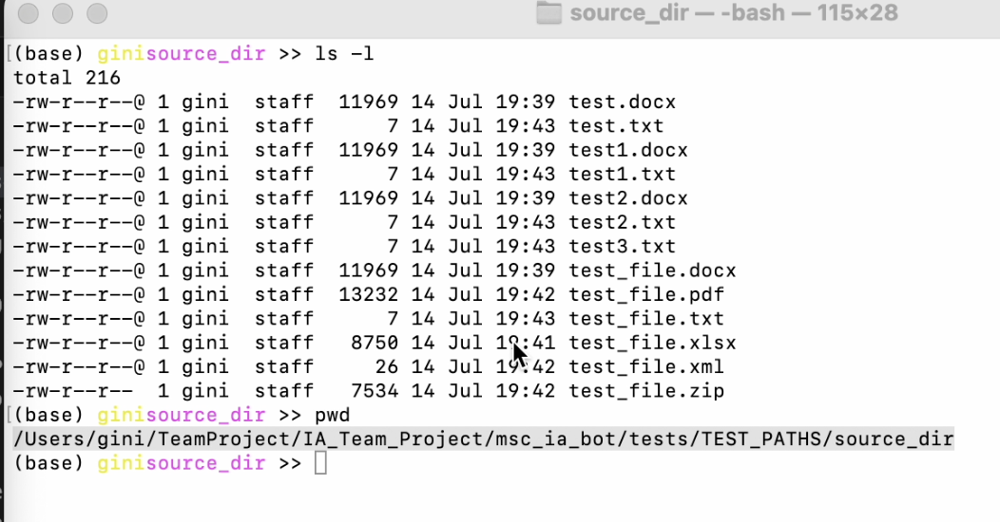 source_dir — -bash — 115×28
[(base) ginisource_dir >> ls -l
total 216
-rw-r--r--@ 1 gini  staff  11969 14 Jul 19:39 test.docx
-rw-r--r--@ 1 gini  staff      7 14 Jul 19:43 test.txt
-rw-r--r--@ 1 gini  staff  11969 14 Jul 19:39 test1.docx
-rw-r--r--@ 1 gini  staff      7 14 Jul 19:43 test1.txt
-rw-r--r--@ 1 gini  staff  11969 14 Jul 19:39 test2.docx
-rw-r--r--@ 1 gini  staff      7 14 Jul 19:43 test2.txt
-rw-r--r--@ 1 gini  staff      7 14 Jul 19:43 test3.txt
-rw-r--r--@ 1 gini  staff  11969 14 Jul 19:39 test_file.docx
-rw-r--r--@ 1 gini  staff  13232 14 Jul 19:42 test_file.pdf
-rw-r--r--@ 1 gini  staff      7 14 Jul 19:43 test_file.txt
-rw-r--r--@ 1 gini  staff   8750 14 Jul 19:41 test_file.xlsx
-rw-r--r--@ 1 gini  staff     26 14 Jul 19:42 test_file.xml
-rw-r--r--  1 gini  staff   7534 14 Jul 19:42 test_file.zip
[(base) ginisource_dir >> pwd
/Users/gini/TeamProject/IA_Team_Project/msc_ia_bot/tests/TEST_PATHS/source_dir
(base) ginisource_dir >>